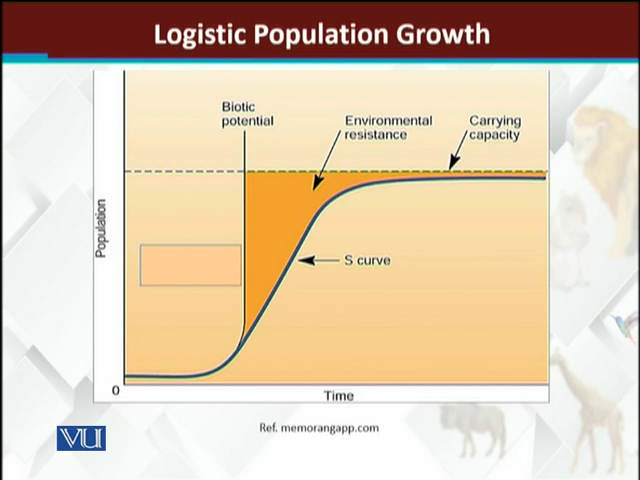 Logistic Population Growth
Biotic
potential
Environmental
resistance
Carrying
capacity
Population
S curve
0
Time
Ref. memorangapp.com
VU